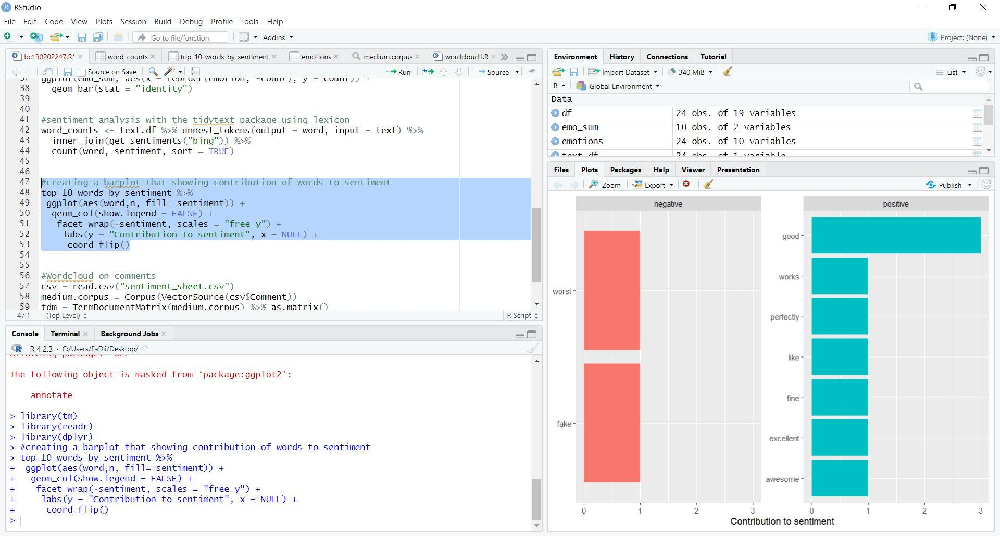 RStudio
File Edit Code View Plots Session Build Debug Profile Tools Help
Go to file/function Addins Project: (None)
bc190202247.R* word_counts top_10_words_by_sentiment emotions medium.corpus wordcloud1.R
Source on Save Run Source
37 ggplot(emo_sum, aes(x = reorder(emotion, -count), y = count)) +
38 geom_bar(stat = "identity")
39
40
41 #sentiment analysis with the tidytext package using lexicon
42 word_counts <- text.df %>% unnest_tokens(output = word, input = text) %>%
43 inner_join(get_sentiments("bing")) %>%
44 count(word, sentiment, sort = TRUE)
45
46
47 #creating a barplot that showing contribution of words to sentiment
48 top_10_words_by_sentiment %>%
49 ggplot(aes(word,n, fill= sentiment)) +
50 geom_col(show.legend = FALSE) +
51 facet_wrap(~sentiment, scales = "free_y") +
52 labs(y = "Contribution to sentiment", x = NULL) +
53 coord_flip()
54
55
56 #Wordcloud on comments
57 csv = read.csv("sentiment_sheet.csv")
58 medium.corpus = Corpus(VectorSource(csv$Comment))
59 tdm = TermDocumentMatrix(medium.corpus) %>% as.matrix()
47:1 (Top Level) R Script
Console Terminal Background Jobs
R 4.2.3 · C:/Users/FaDii/Desktop/
Attaching package: ‘NLP’
The following object is masked from ‘package:ggplot2’:
annotate
> library(tm)
> library(readr)
> library(dplyr)
> #creating a barplot that showing contribution of words to sentiment
> top_10_words_by_sentiment %>%
+ ggplot(aes(word,n, fill= sentiment)) +
+ geom_col(show.legend = FALSE) +
+ facet_wrap(~sentiment, scales = "free_y") +
+ labs(y = "Contribution to sentiment", x = NULL) +
+ coord_flip()
>
Environment History Connections Tutorial
Import Dataset 340 MiB List
R Global Environment
Data
df 24 obs. of 19 variables
emo_sum 10 obs. of 2 variables
emotions 24 obs. of 10 variables
text.df 24 obs. of 1 variable
Files Plots Packages Help Viewer Presentation
Zoom Export Publish
negative positive
good
works
worst
perfectly
like
fine
fake
excellent
awesome
0 1 2 3 0 1 2 3
Contribution to sentiment